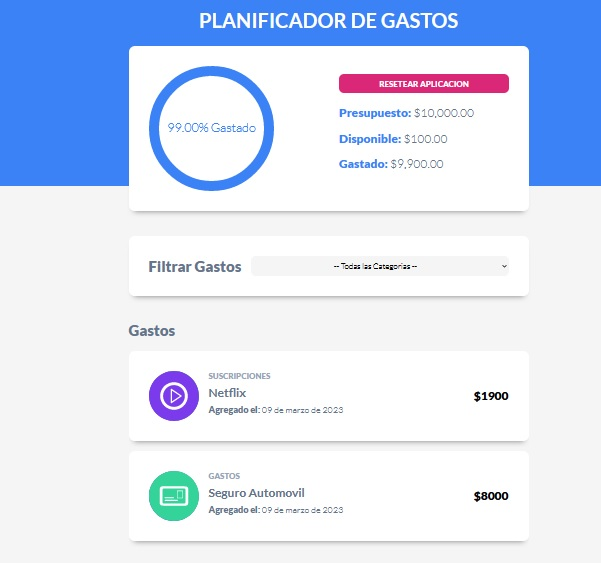 PLANIFICADOR DE GASTOS
99.00% Gastado
RESETEAR APLICACION
Presupuesto: $10,000.00
Disponible: $100.00
Gastado: $9,900.00
Filtrar Gastos
-- Todas las Categorias --
Gastos
SUSCRIPCIONES
Netflix
Agregado el: 09 de marzo de 2023
$1900
GASTOS
Seguro Automovil
Agregado el: 09 de marzo de 2023
$8000